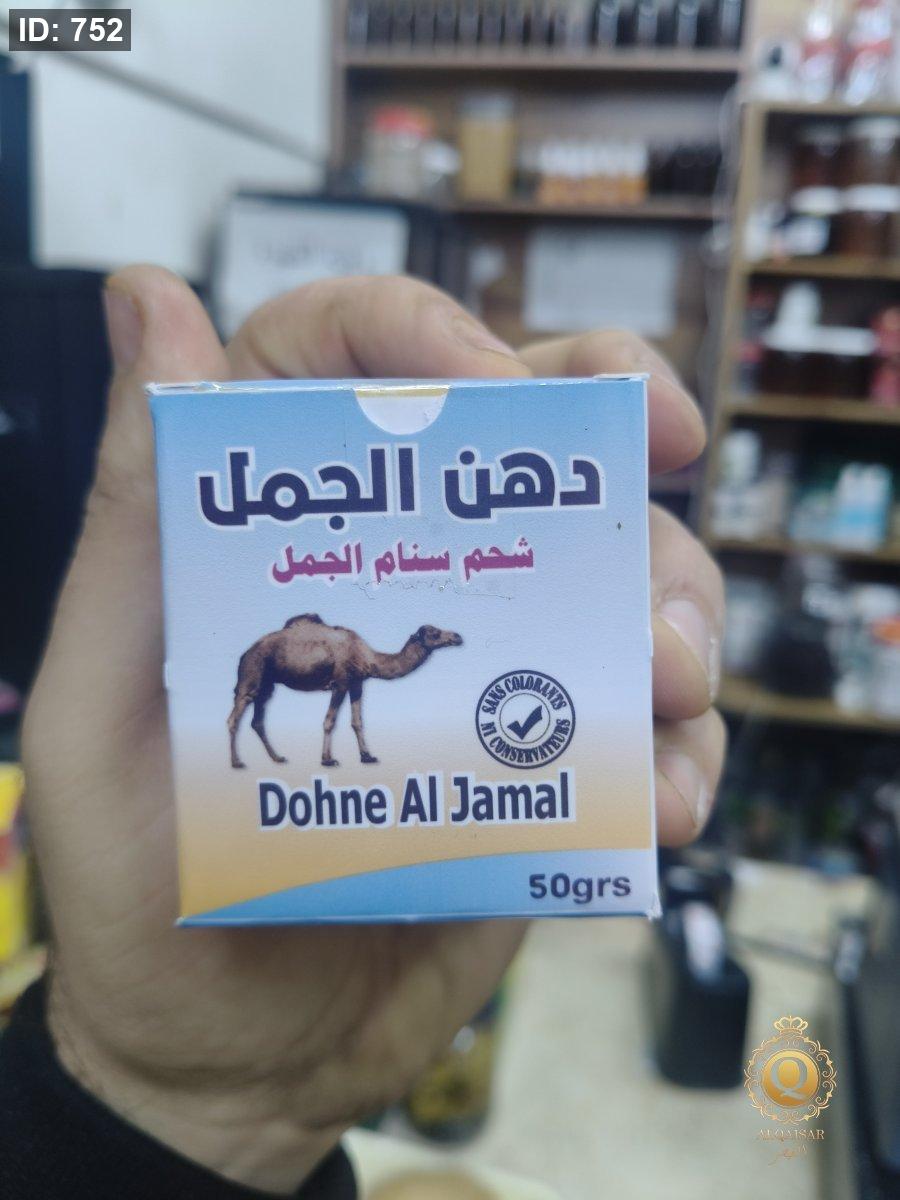 ID: 752
دهن الجمل
شحم سنام الجمل
SANS COLORANTS
NI CONSERVATEURS
Dohne Al Jamal
50grs
Q
ALQAISAR